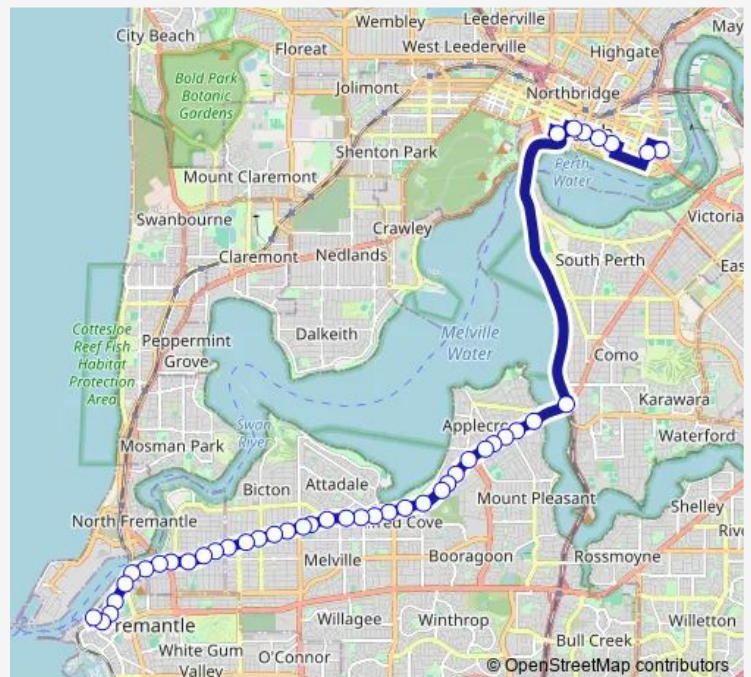 Wembley
Leederville
City Beach
Floreat
West Leederville
Highgate
May
Bold Park
Botanic
Gardens
Jolimont
Northbridge
Shenton Park
Perth
Water
Mount Claremont
Swanbourne
Crawley
Victoria
Claremont
Nedlands
South Perth
Eas
Cottesloe
Reef Fish
Habitat
Protection
Area
Peppermint
Grove
Dalkeith
Melville
Water
Como
Karawara
Swan
River
Applecro
Waterford
Mosman Park
Bicton
Attadale
Mount Pleasant
Shelley
North Fremantle
red Cove
Rive
Melville
Booragoon
Rossmoyne
remantle
Willagee
Winthrop
Willetton
White Gum
Valley
O'Connor
Bull Creek
© OpenStreetMap contributors